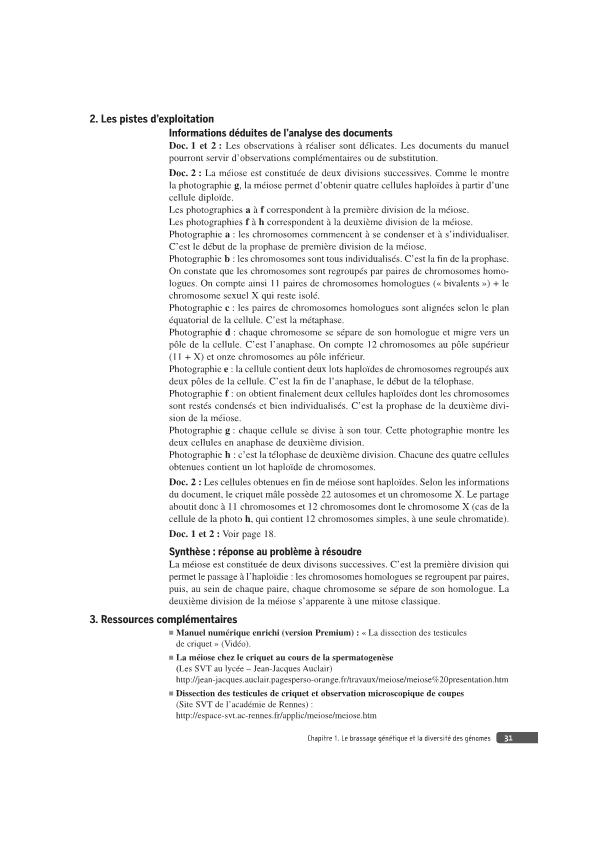 2. Les pistes d'exploitation
Informations déduites de l'analyse des documents
Doc. 1 et 2 : Les observations à réaliser sont délicates. Les documents du manuel
pourront servir d'observations complémentaires ou de substitution.
Doc. 2 : La méiose est constituée de deux divisions successives. Comme le montre
la photographie g, la méiose permet d'obtenir quatre cellules haploïdes à partir d'une
cellule diploïde.
Les photographies a à f correspondent à la première division de la méiose.
Les photographies f à h correspondent à la deuxième division de la méiose.
Photographie a : les chromosomes commencent à se condenser et à s'individualiser.
C'est le début de la prophase de première division de la méiose.
Photographie b : les chromosomes sont tous individualisés. C'est la fin de la prophase.
On constate que les chromosomes sont regroupés par paires de chromosomes homo-
logues. On compte ainsi 11 paires de chromosomes homologues (« bivalents ») + le
chromosome sexuel X qui reste isolé.
Photographie c : les paires de chromosomes homologues sont alignées selon le plan
équatorial de la cellule. C'est la métaphase.
Photographie d : chaque chromosome se sépare de son homologue et migre vers un
pôle de la cellule. C'est l'anaphase. On compte 12 chromosomes au pôle supérieur
(11 + X) et onze chromosomes au pôle inférieur.
Photographie e : la cellule contient deux lots haploïdes de chromosomes regroupés aux
deux pôles de la cellule. C'est la fin de l'anaphase, le début de la télophase.
Photographie f : on obtient finalement deux cellules haploïdes dont les chromosomes
sont restés condensés et bien individualisés. C'est la prophase de la deuxième divi-
sion de la méiose.
Photographie g : chaque cellule se divise à son tour. Cette photographie montre les
deux cellules en anaphase de deuxième division.
Photographie h : c'est la télophase de deuxième division. Chacune des quatre cellules
obtenues contient un lot haploïde de chromosomes.
Doc. 2 : Les cellules obtenues en fin de méiose sont haploïdes. Selon les informations
du document, le criquet mâle possède 22 autosomes et un chromosome X. Le partage
aboutit donc à 11 chromosomes et 12 chromosomes dont le chromosome X (cas de la
cellule de la photo h, qui contient 12 chromosomes simples, à une seule chromatide).
Doc. 1 et 2 : Voir page 18.
Synthèse : réponse au problème à résoudre
La méiose est constituée de deux divisons successives. C'est la première division qui
permet le passage à l'haploïdie : les chromosomes homologues se regroupent par paires,
puis, au sein de chaque paire, chaque chromosome se sépare de son homologue. La
deuxième division de la méiose s'apparente à une mitose classique.
3. Ressources complémentaires
■ Manuel numérique enrichi (version Premium) : « La dissection des testicules
de criquet » (Vidéo).
■ La méiose chez le criquet au cours de la spermatogenèse
(Les SVT au lycée – Jean-Jacques Auclair)
http://jean-jacques.auclair.pagesperso-orange.fr/travaux/meiose/meiose%20presentation.htm
■ Dissection des testicules de criquet et observation microscopique de coupes
(Site SVT de l'académie de Rennes) :
http://espace-svt.ac-rennes.fr/applic/meiose/meiose.htm
Chapitre 1. Le brassage génétique et la diversité des génomes 31